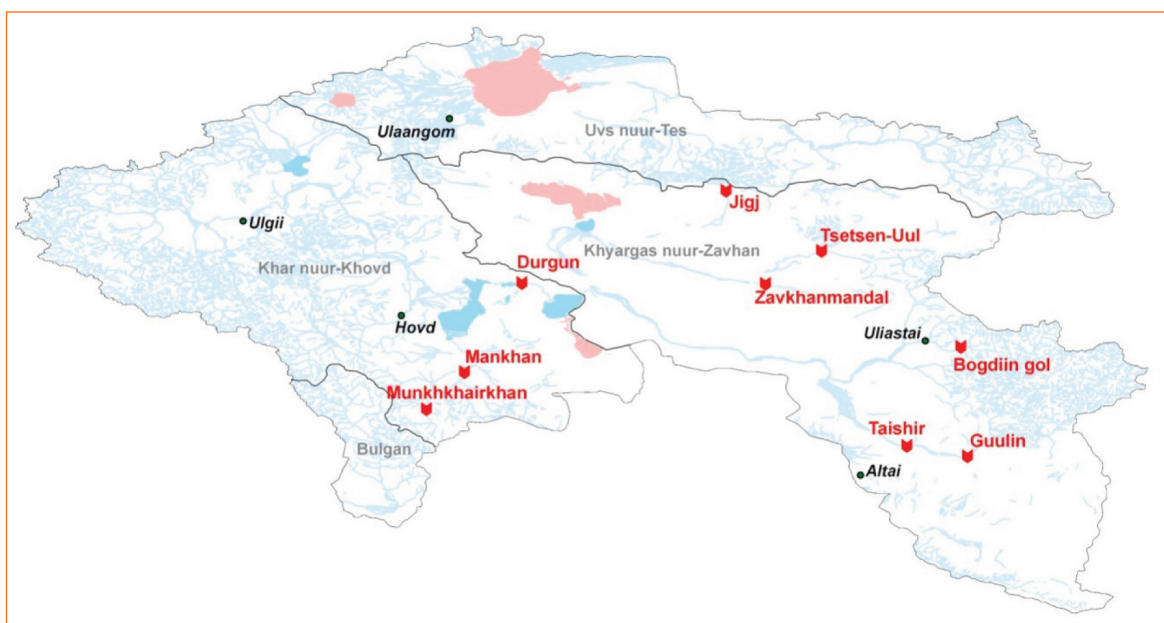 Ulaangom
Uvs nuur-Tes
Jigj
Ulgii
Tsetsen-Uul
Khyargas nuur-Zavhan
Durgun
Khar nuur-Khovd
Zavkhanmandal
Hovd
Uliastai
Mankhan
Bogdiin gol
Munkhkhairkhan
Taishir
Guulin
Bulgan
Altai